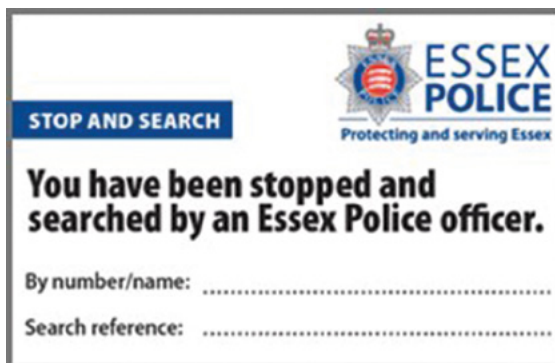 ESSEX
POLICE
Protecting and serving Essex
STOP AND SEARCH
You have been stopped and
searched by an Essex Police officer.
By number/name: ........................................
Search reference: ........................................